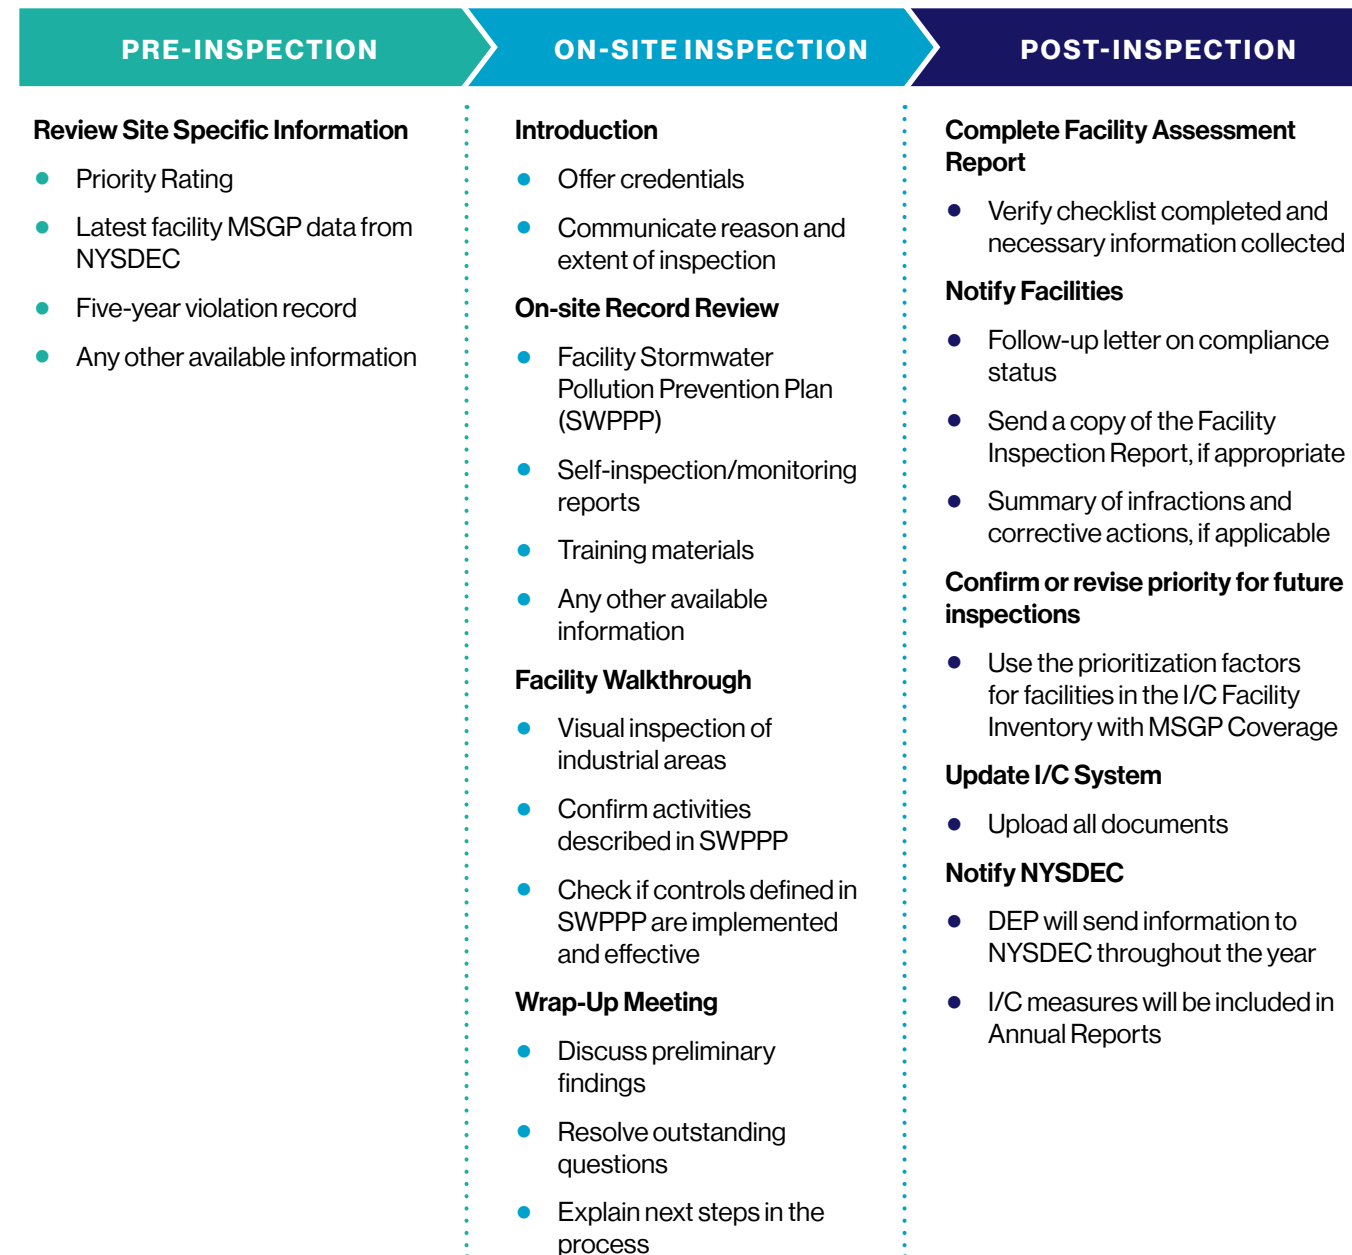 PRE-INSPECTION
Review Site Specific Information
Priority Rating
Latest facility MSGP data from
NYSDEC
Five-year violation record
Any other available information
ON-SITE INSPECTION
Introduction
Offer credentials
Communicate reason and
extent of inspection
On-site Record Review
Facility Stormwater
Pollution Prevention Plan
(SWPPP)
Self-inspection/monitoring
reports
Training materials
Any other available
information
Facility Walkthrough
Visual inspection of
industrial areas
Confirm activities
described in SWPPP
Check if controls defined in
SWPPP are implemented
and effective
Wrap-Up Meeting
Discuss preliminary
findings
Resolve outstanding
questions
Explain next steps in the
process
POST-INSPECTION
Complete Facility Assessment
Report
Verify checklist completed and
necessary information collected
Notify Facilities
Follow-up letter on compliance
status
Send a copy of the Facility
Inspection Report, if appropriate
Summary of infractions and
corrective actions, if applicable
Confirm or revise priority for future
inspections
Use the prioritization factors
for facilities in the I/C Facility
Inventory with MSGP Coverage
Update I/C System
Upload all documents
Notify NYSDEC
DEP will send information to
NYSDEC throughout the year
I/C measures will be included in
Annual Reports